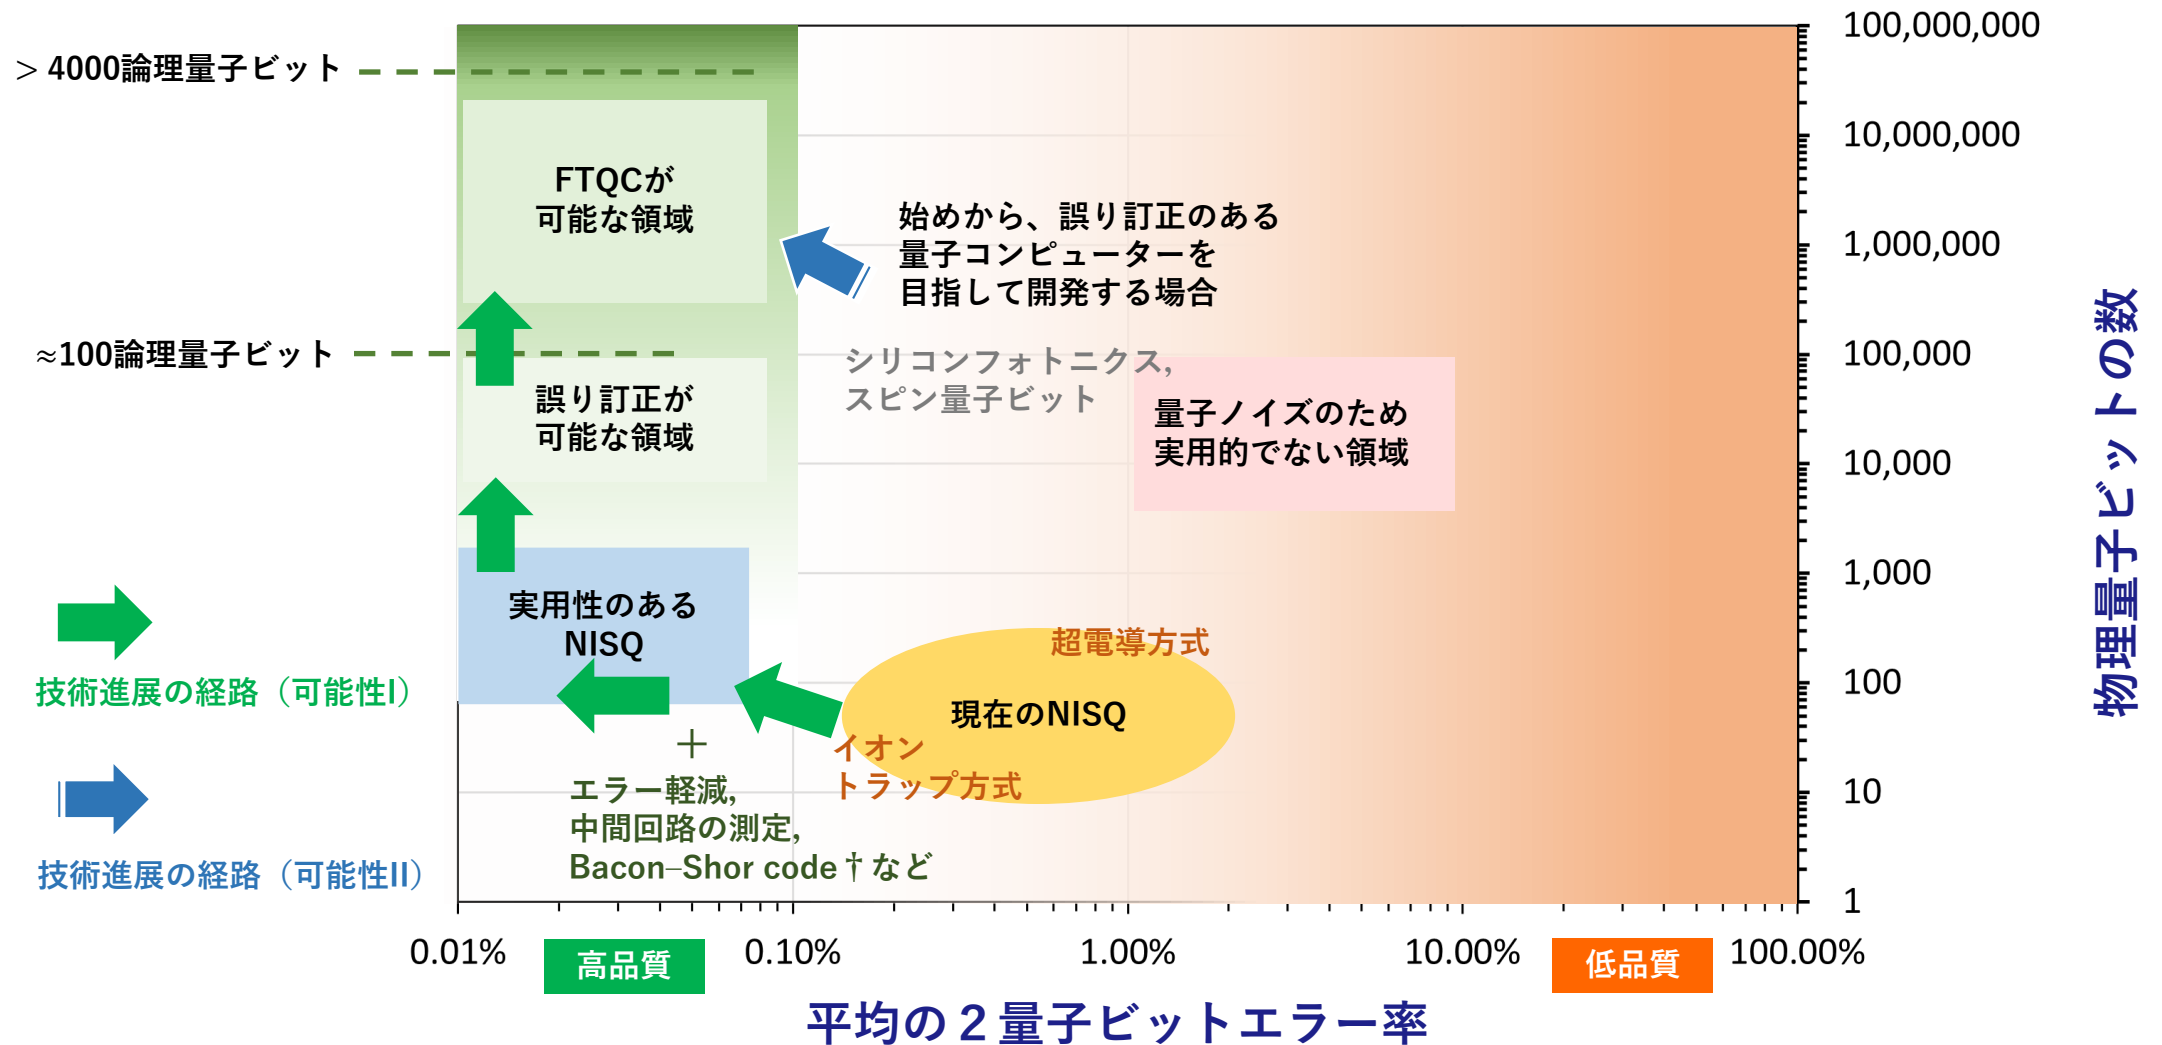 > 4000論理量子ビット
FTQCが
可能な領域
始めから、誤り訂正のある
量子コンピューターを
目指して開発する場合
≈100論理量子ビット
シリコンフォトニクス,
スピン量子ビット
誤り訂正が
可能な領域
量子ノイズのため
実用的でない領域
実用性のある
NISQ
超電導方式
現在のNISQ
イオン
トラップ方式
+
エラー軽減,
中間回路の測定,
Bacon–Shor code † など
技術進展の経路（可能性I）
技術進展の経路（可能性II）
100,000,000
10,000,000
1,000,000
100,000
10,000
1,000
100
10
1
物理量子ビットの数
0.01%
0.10%
1.00%
10.00%
100.00%
高品質
低品質
平均の２量子ビットエラー率